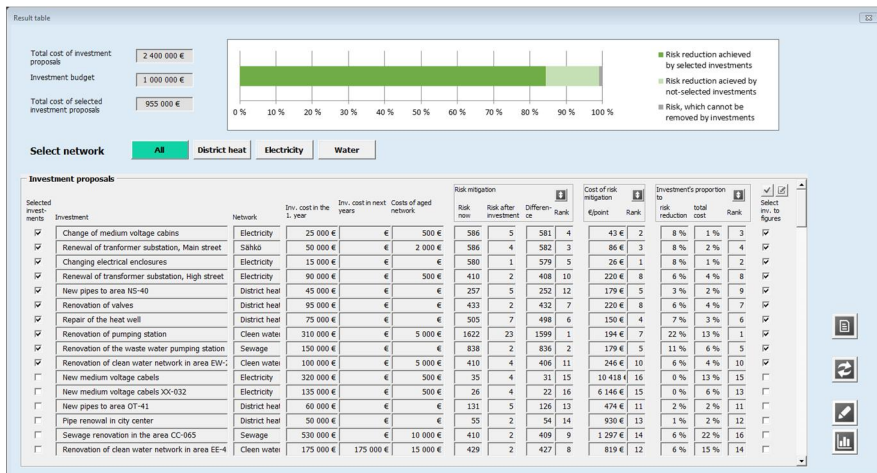 Result table
Total cost of investment proposals 2 400 000 €
Investment budget 1 000 000 €
Total cost of selected investment proposals 955 000 €
0 % 10 % 20 % 30 % 40 % 50 % 60 % 70 % 80 % 90 % 100 %
Risk reduction achieved by selected investments
Risk reduction acieved by not-selected investments
Risk, which cannot be removed by investments
Select network All District heat Electricity Water
Investment proposals
Risk mitigation Cost of risk mitigation Investment's proportion to
Selected invest-ments Investment Network Inv. cost in the 1. year Inv. cost in next years Costs of aged network Risk now Risk after investment Differen-ce Rank €/point Rank risk reduction total cost Rank Select inv. to figures
Change of medium voltage cabins Electricity 25 000 € € 500 € 586 5 581 4 43 € 2 8 % 1 % 3
Renewal of tranformer substation, Main street Sähkö 50 000 € € 2 000 € 586 4 582 3 86 € 3 8 % 2 % 4
Changing electrical enclosures Electricity 15 000 € € € 580 1 579 5 26 € 1 8 % 1 % 2
Renewal of transformer substation, High street Electricity 90 000 € € 500 € 410 2 408 10 220 € 8 6 % 4 % 8
New pipes to area NS-40 District heat 45 000 € € € 257 5 252 12 179 € 5 3 % 2 % 9
Renovation of valves District heat 95 000 € € € 433 2 432 7 220 € 8 6 % 4 % 7
Repair of the heat well District heat 75 000 € € € 505 7 498 6 150 € 4 7 % 3 % 6
Renovation of pumping station Cleen water 310 000 € € 5 000 € 1622 23 1599 1 194 € 7 22 % 13 % 1
Renovation of the waste water pumping station Sewage 150 000 € € € 838 2 836 2 179 € 5 11 % 6 % 5
Renovation of clean water network in area EW-2 Cleen water 100 000 € € 5 000 € 410 4 406 11 246 € 10 6 % 4 % 10
New medium voltage cabels Electricity 320 000 € € 500 € 35 4 31 15 10 418 € 16 0 % 13 % 15
New medium voltage cabels XX-032 Electricity 135 000 € € 500 € 26 4 22 16 6 146 € 15 0 % 6 % 13
New pipes to area OT-41 District heat 60 000 € € € 131 5 126 13 474 € 11 2 % 2 % 11
Pipe renowal in city center District heat 50 000 € € € 55 2 54 14 930 € 13 1 % 2 % 12
Sewage renovation in the area CC-065 Sewage 530 000 € € 10 000 € 410 2 409 9 1 297 € 14 6 % 22 % 16
Renovation of clean water network in area EE-4 Cleen water 175 000 € 175 000 € 15 000 € 429 2 427 8 819 € 12 6 % 15 % 14